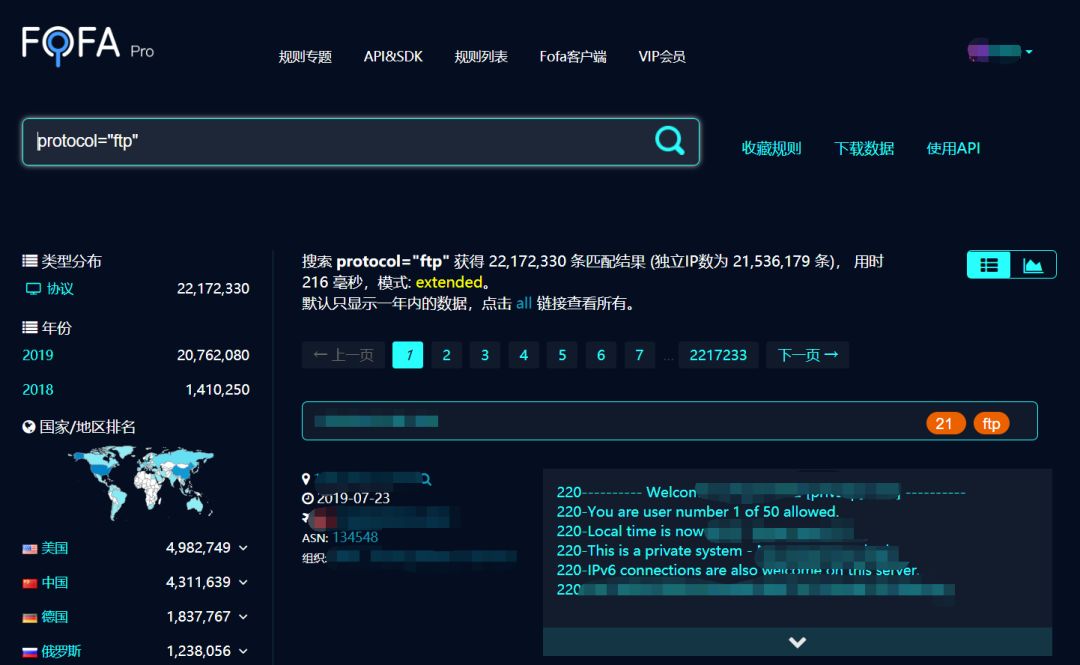 FOFA Pro
规则专题 API&SDK 规则列表 Fofa客户端 VIP会员
protocol="ftp"
收藏规则 下载数据 使用API
类型分布
协议 22,172,330
年份
2019 20,762,080
2018 1,410,250
国家/地区排名
美国 4,982,749
中国 4,311,639
德国 1,837,767
俄罗斯 1,238,056
搜索 protocol="ftp" 获得 22,172,330 条匹配结果 (独立IP数为 21,536,179 条)， 用时
216 毫秒，模式: extended。
默认只显示一年内的数据，点击 all 链接查看所有。
← 上一页 1 2 3 4 5 6 7 ... 2217233 下一页 →
21 ftp
2019-07-23
ASN: 134548
组织:
220---------- Welcom ----------
220-You are user number 1 of 50 allowed.
220-Local time is now
220-This is a private system -
220-IPv6 connections are also welcome on this server.
220